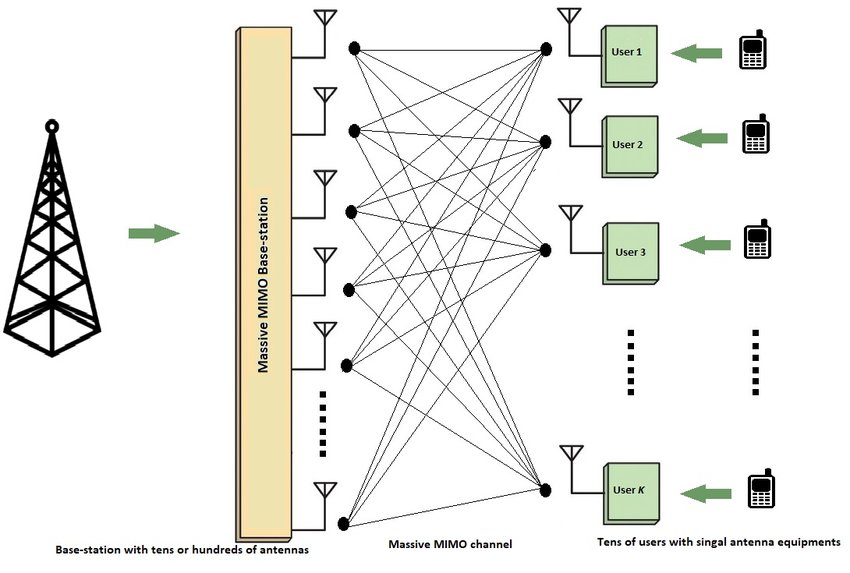 User 1
User 2
Massive MIMO Base-station
User 3
User K
Base-station with tens or hundreds of antennas
Massive MIMO channel
Tens of users with singal antenna equipments